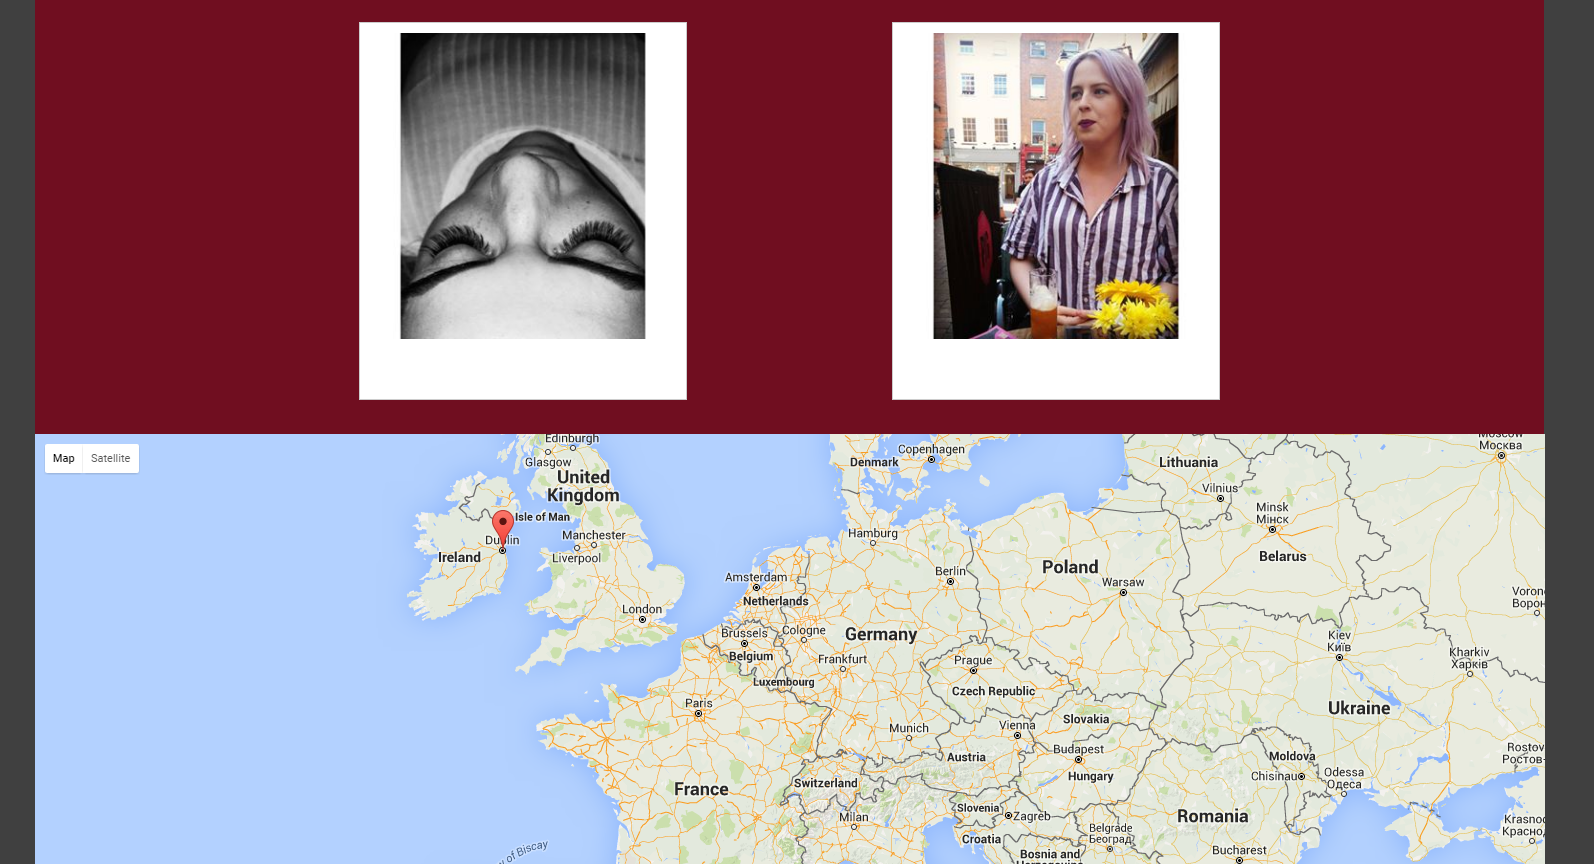 Map
Satellite
Edinburgh
Glasgow
United
Kingdom
Isle of Man
Dublin
Ireland
Manchester
Liverpool
London
Denmark
Copenhagen
Lithuania
Vilnius
Москва
Minsk
Мінск
Belarus
Hamburg
Berlin
Poland
Warsaw
Amsterdam
Netherlands
Brussels
Belgium
Cologne
Germany
Frankfurt
Luxembourg
Prague
Czech Republic
Kiev
Київ
Kharkiv
Харків
Ukraine
Paris
Munich
Vienna
Slovakia
Budapest
Austria
Hungary
Moldova
Chisinau
Odessa
Одеса
Rostov
Ростов-
France
Switzerland
Milan
Slovenia
Zagreb
Croatia
Belgrade
Београд
Romania
Bucharest
Bosnia and
of Biscay
Voron
Ворон
Krasno
Красно